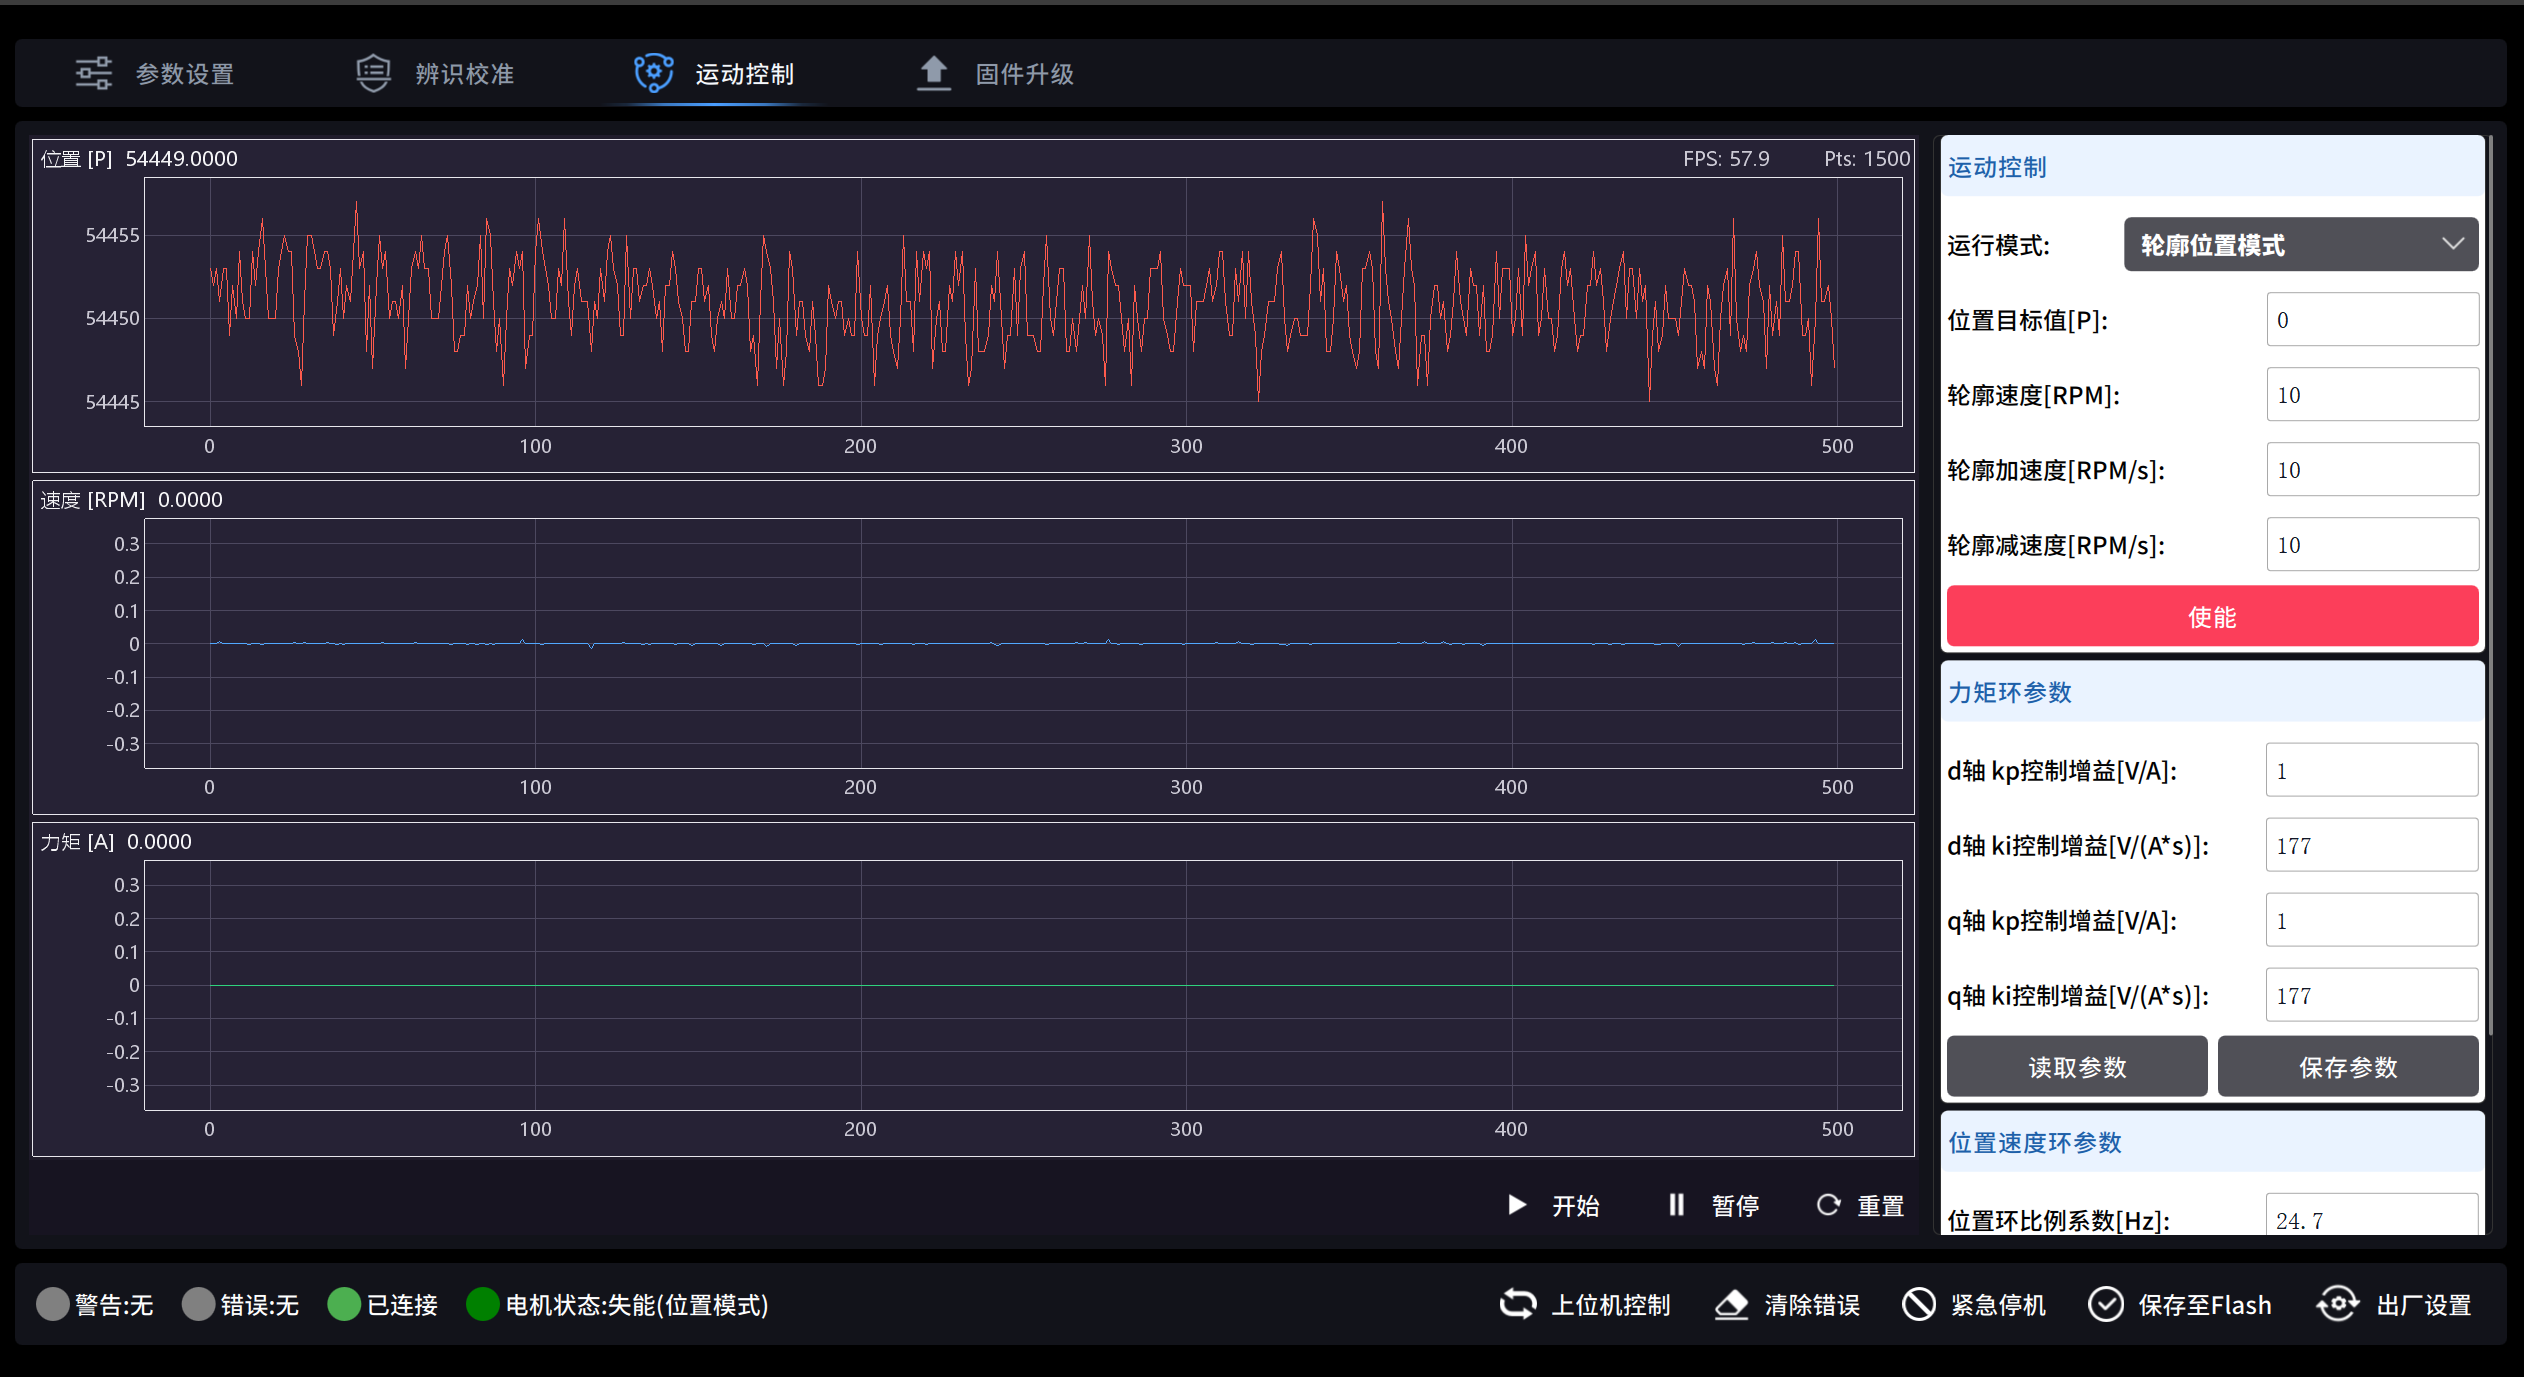 参数设置
辨识校准
运动控制
固件升级
位置 [P] 54449.0000
FPS: 57.9 Pts: 1500
54455
54450
54445
0 100 200 300 400 500
速度 [RPM] 0.0000
0.3
0.2
0.1
0
-0.1
-0.2
-0.3
0 100 200 300 400 500
力矩 [A] 0.0000
0.3
0.2
0.1
0
-0.1
-0.2
-0.3
0 100 200 300 400 500
开始
暂停
重置
运动控制
运行模式: 轮廓位置模式
位置目标值[P]: 0
轮廓速度[RPM]: 10
轮廓加速度[RPM/s]: 10
轮廓减速度[RPM/s]: 10
使能
力矩环参数
d轴 kp控制增益[V/A]: 1
d轴 ki控制增益[V/(A*s)]: 177
q轴 kp控制增益[V/A]: 1
q轴 ki控制增益[V/(A*s)]: 177
读取参数
保存参数
位置速度环参数
位置环比例系数[Hz]: 24.7
警告:无
错误:无
已连接
电机状态:失能(位置模式)
上位机控制
清除错误
紧急停机
保存至Flash
出厂设置